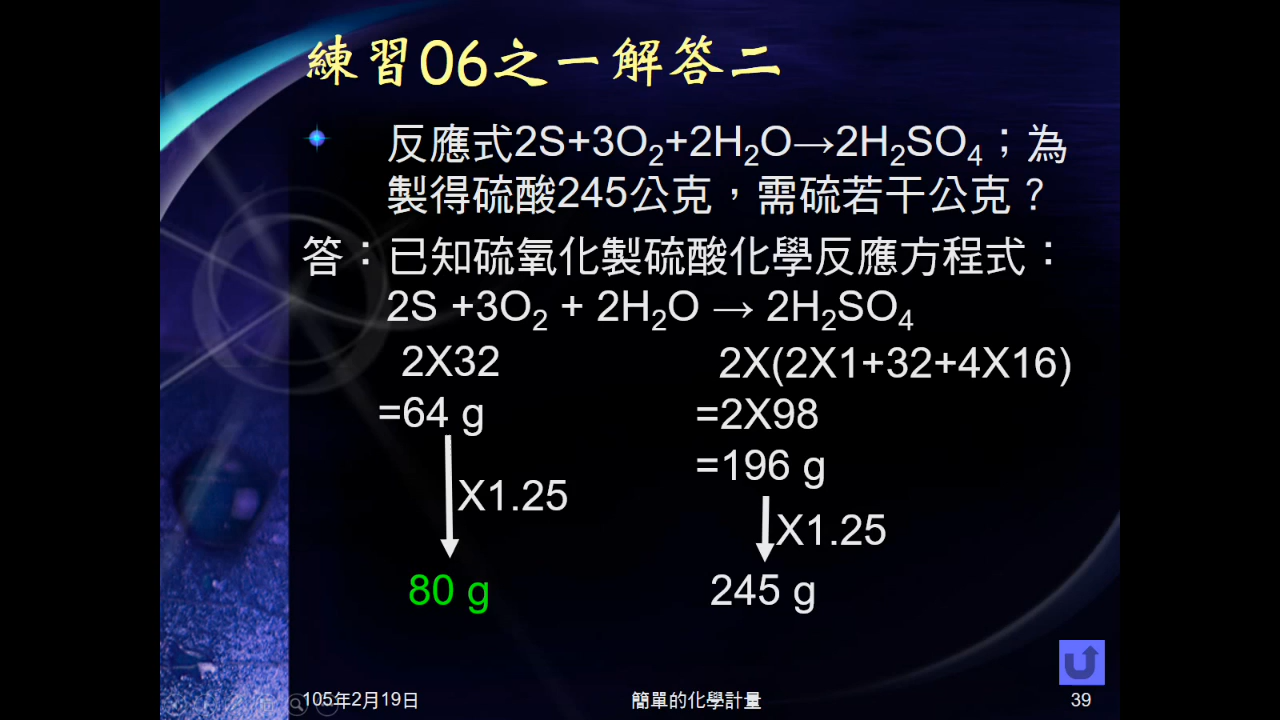 練習06之一解答二
反應式2S+3O₂+2H₂O→2H₂SO₄；為
製得硫酸245公克，需硫若干公克？
答：已知硫氧化製硫酸化學反應方程式：
2S +3O₂ + 2H₂O → 2H₂SO₄
2X32 2X(2X1+32+4X16)
=64 g =2X98
=196 g
X1.25
X1.25
80 g 245 g
105年2月19日 簡單的化學計量 39